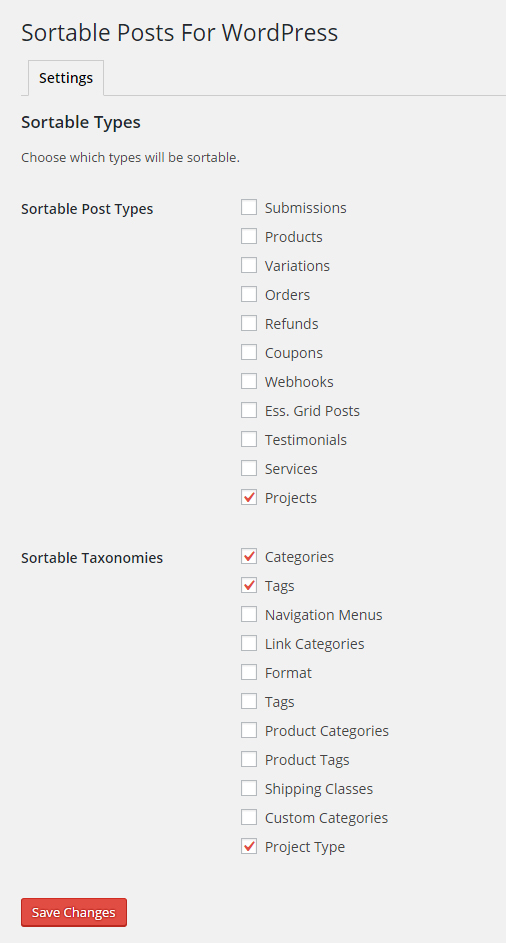 Sortable Posts For WordPress
Settings
Sortable Types
Choose which types will be sortable.
Sortable Post Types
Submissions
Products
Variations
Orders
Refunds
Coupons
Webhooks
Ess. Grid Posts
Testimonials
Services
Projects
Sortable Taxonomies
Categories
Tags
Navigation Menus
Link Categories
Format
Tags
Product Categories
Product Tags
Shipping Classes
Custom Categories
Project Type
Save Changes